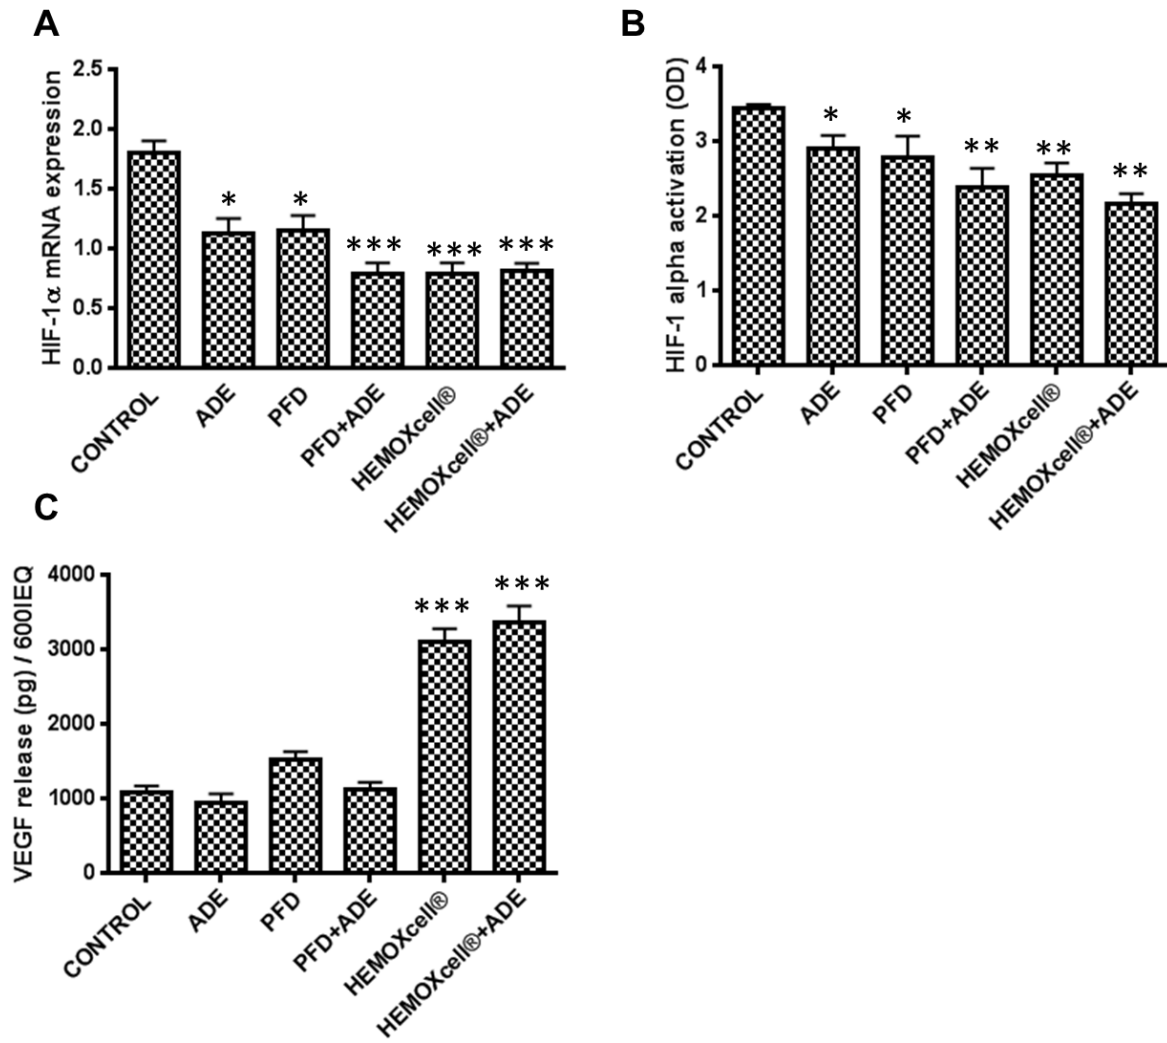 A
HIF-1α mRNA expression
2.5
2.0
1.5
1.0
0.5
0.0
*
*
***
***
***
CONTROL
ADE
PFD
PFD+ADE
HEMOXcell®
HEMOXcell®+ADE
B
HIF-1 alpha activation (OD)
4
3
2
1
0
*
*
**
**
**
CONTROL
ADE
PFD
PFD+ADE
HEMOXcell®
HEMOXcell®+ADE
C
VEGF release (pg) / 600IEQ
4000
3000
2000
1000
0
***
***
CONTROL
ADE
PFD
PFD+ADE
HEMOXcell®
HEMOXcell®+ADE